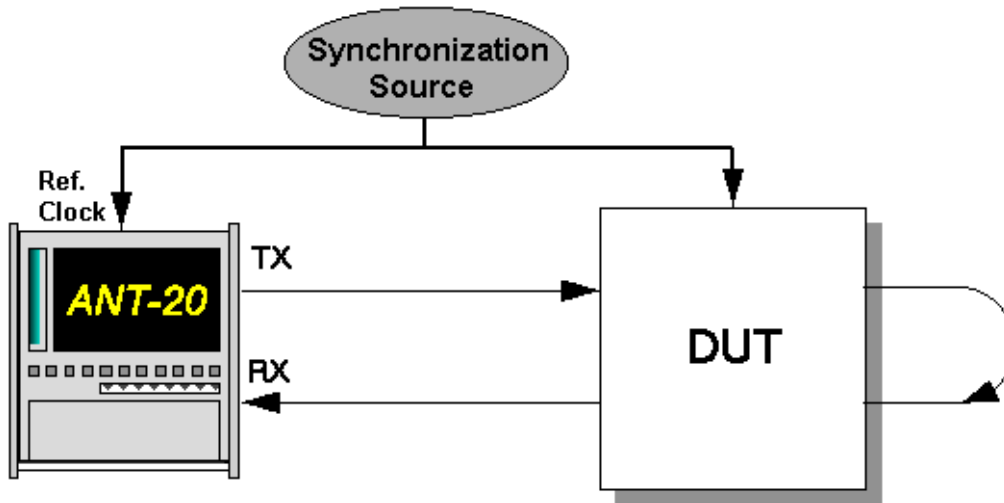 Synchronization
Source
Ref.
Clock
ANT-20
TX
RX
DUT